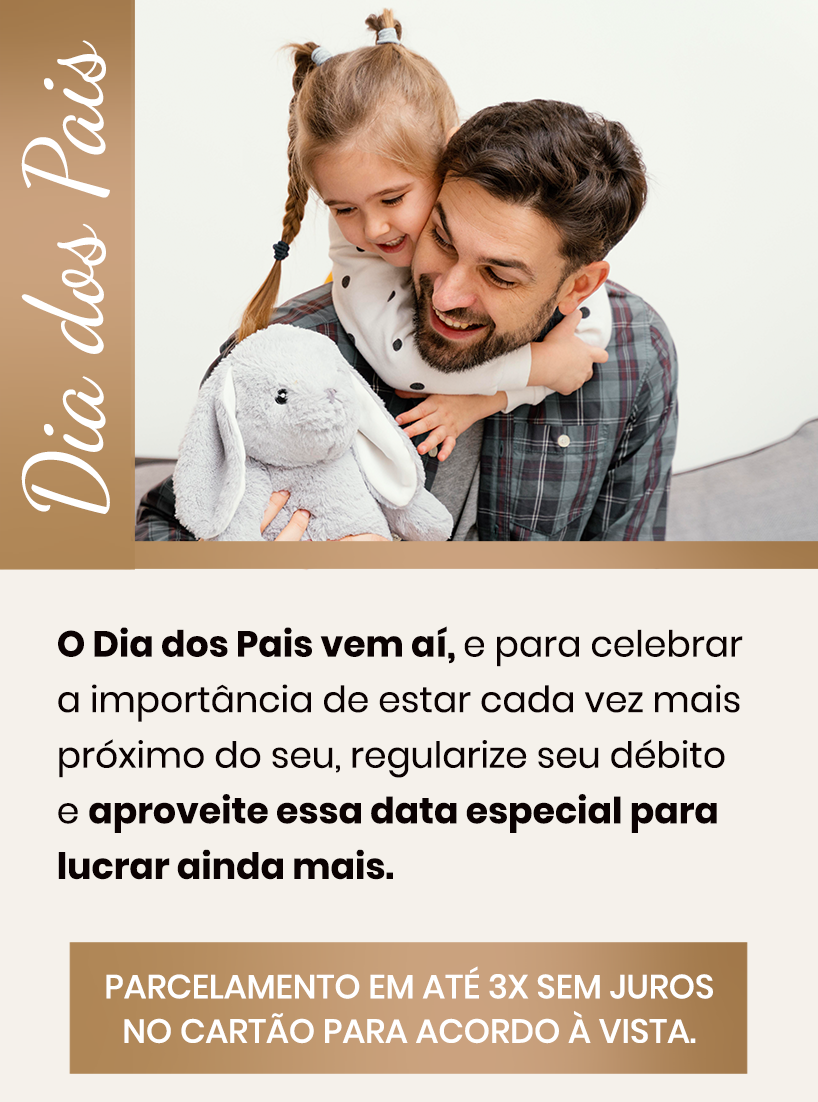 Dia dos Pais
O Dia dos Pais vem aí, e para celebrar
a importância de estar cada vez mais
próximo do seu, regularize seu débito
e aproveite essa data especial para
lucrar ainda mais.
PARCELAMENTO EM ATÉ 3X SEM JUROS
NO CARTÃO PARA ACORDO À VISTA.